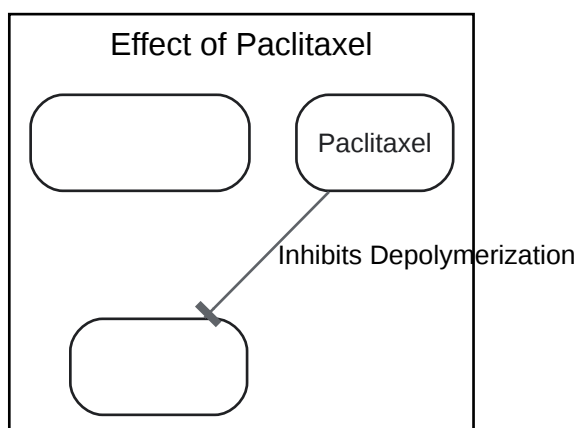 Effect of Paclitaxel
Paclitaxel
Inhibits Depolymerization